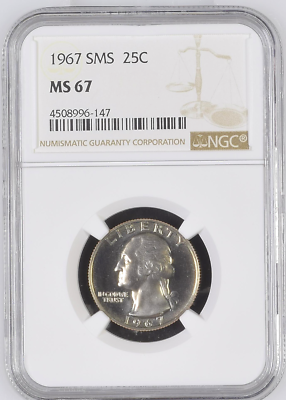 1967 SMS 25C
MS 67
4508996-147
NUMISMATIC GUARANTY CORPORATION
NGC
LIBERTY
IN GOD WE
TRUST
1967